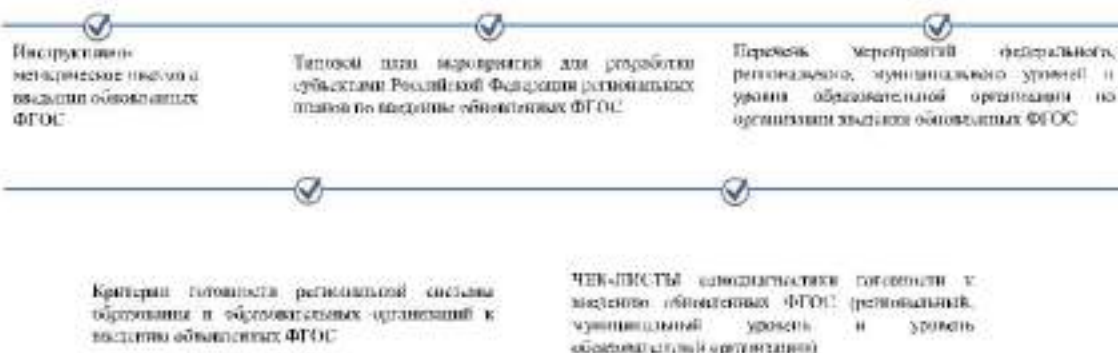 Инструктивно-
методическое письмо о
введении обновленных
ФГОС
Типовой план мероприятий для разработки
субъектами Российской Федерации региональных
планов по введению обновленных ФГОС
Перечень мероприятий федерального,
регионального, муниципального уровней и
уровня образовательной организации по
организации введения обновленных ФГОС
Критерии готовности региональной системы
образования и образовательных организаций к
введению обновленных ФГОС
ЧЕК-ЛИСТЫ самодиагностики готовности к
введению обновленных ФГОС (региональный,
муниципальный уровень и уровень
образовательной организации)